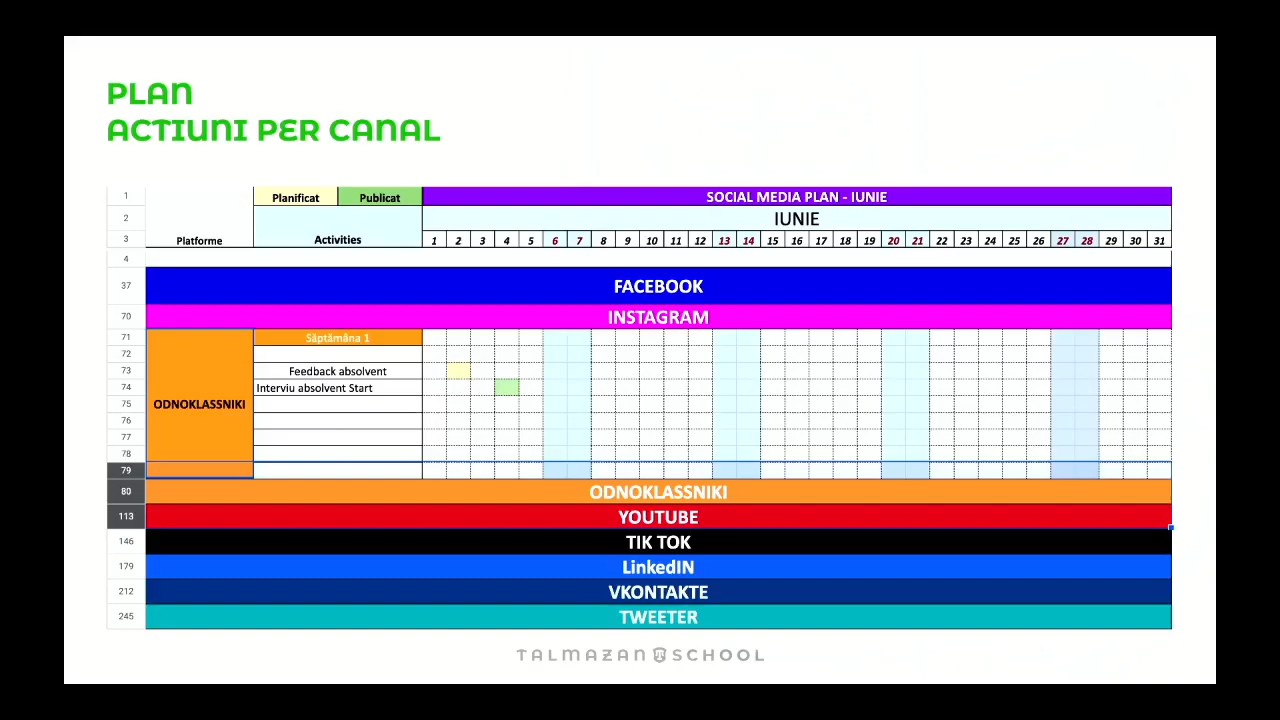 PLAN
ACTIUNI PER CANAL
1 Planificat Publicat SOCIAL MEDIA PLAN - IUNIE
2 IUNIE
3 Platforme Activities 1 2 3 4 5 6 7 8 9 10 11 12 13 14 15 16 17 18 19 20 21 22 23 24 25 26 27 28 29 30 31
4
37 FACEBOOK
70 INSTAGRAM
71 Săptămâna 1
72
73 Feedback absolvent
74 Interviu absolvent Start
75 ODNOKLASSNIKI
76
77
78
79
80 ODNOKLASSNIKI
113 YOUTUBE
146 TIK TOK
179 LinkedIN
212 VKONTAKTE
245 TWEETER
TALMAZAN SCHOOL